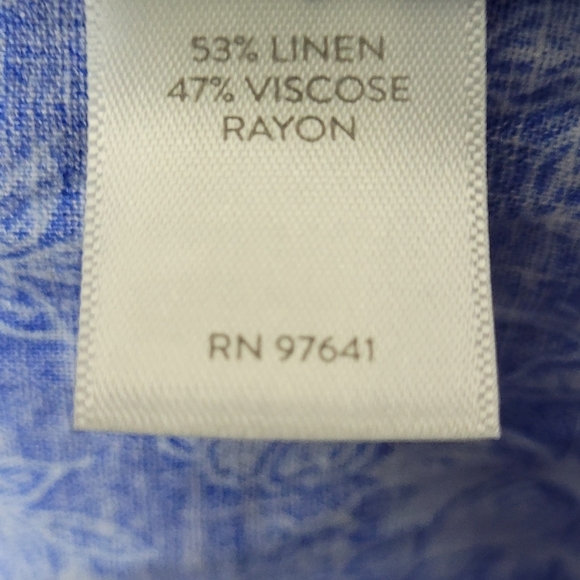 53% LINEN
47% VISCOSE
RAYON
RN 97641